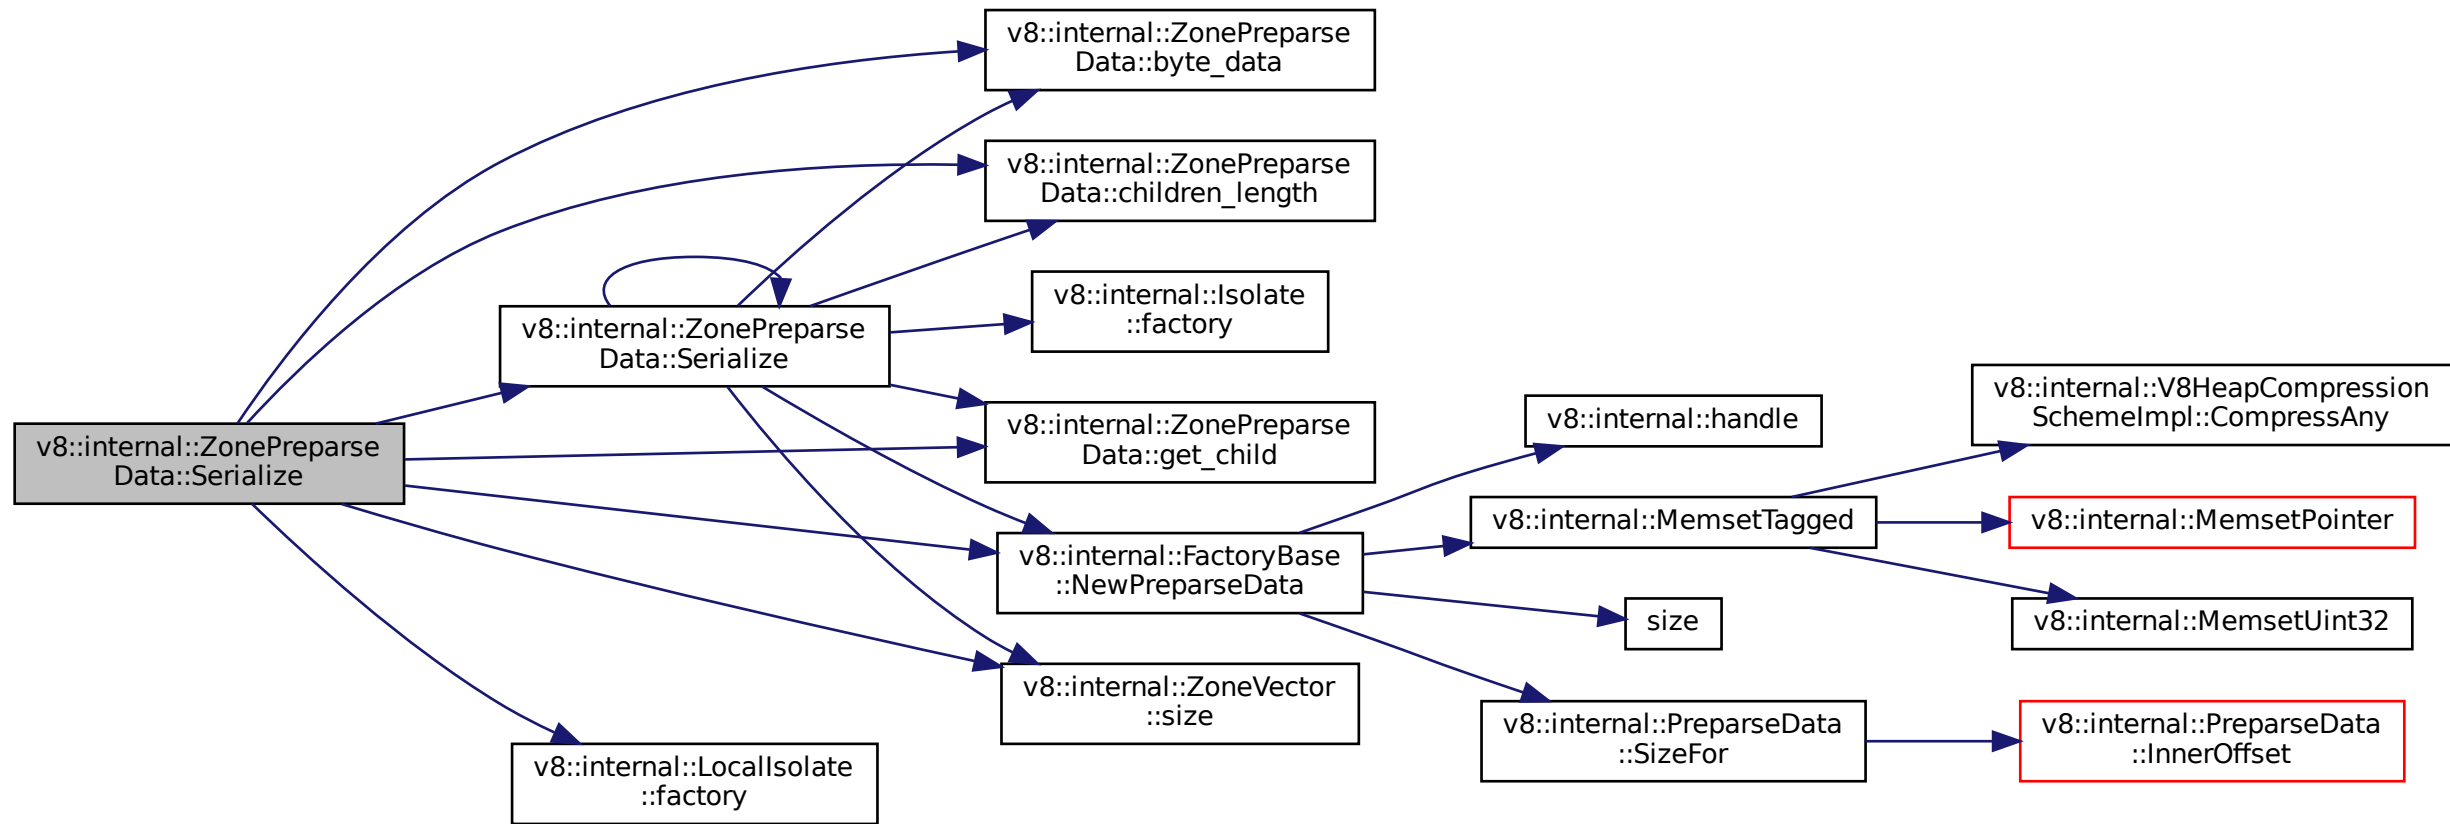 v8::internal::ZonePreparse
Data::Serialize
v8::internal::ZonePreparse
Data::byte_data
v8::internal::ZonePreparse
Data::children_length
v8::internal::ZonePreparse
Data::Serialize
v8::internal::Isolate
::factory
v8::internal::ZonePreparse
Data::get_child
v8::internal::FactoryBase
::NewPreparseData
v8::internal::ZoneVector
::size
v8::internal::LocalIsolate
::factory
v8::internal::handle
v8::internal::MemsetTagged
size
v8::internal::PreparseData
::SizeFor
v8::internal::V8HeapCompression
SchemeImpl::CompressAny
v8::internal::MemsetPointer
v8::internal::MemsetUint32
v8::internal::PreparseData
::InnerOffset